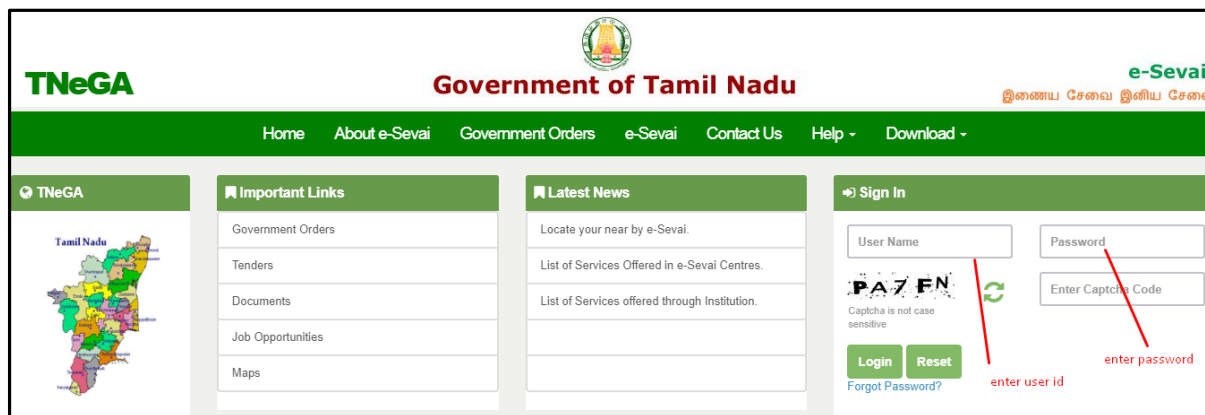 TNeGA
Government of Tamil Nadu
e-Sevai
இணைய சேவை இனிய சேவை
Home About e-Sevai Government Orders e-Sevai Contact Us Help Download
TNeGA
Tamil Nadu
Important Links
Government Orders
Tenders
Documents
Job Opportunities
Maps
Latest News
Locate your near by e-Sevai.
List of Services Offered in e-Sevai Centres.
List of Services offered through Institution.
Sign In
User Name
Password
PA7FN
Enter Captcha Code
Captcha is not case
sensitive
Login Reset
Forgot Password?
enter user id
enter password